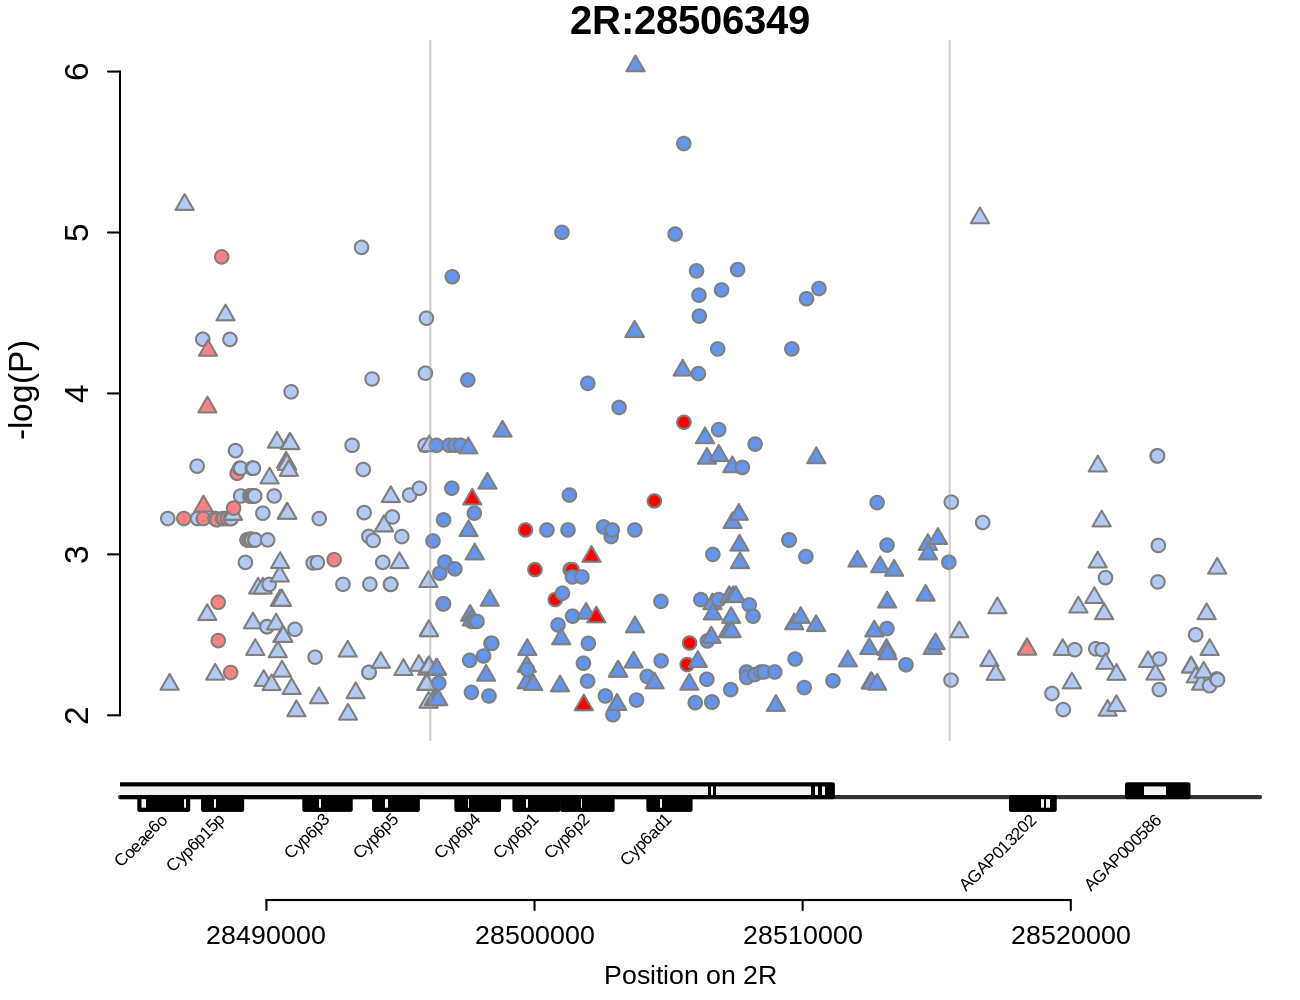 2R:28506349
6
5
4
3
2
-log(P)
Coeae6o
Cyp6p15p
Cyp6p3
Cyp6p5
Cyp6p4
Cyp6p1
Cyp6p2
Cyp6ad1
AGAP013202
AGAP000586
28490000 28500000 28510000 28520000
Position on 2R